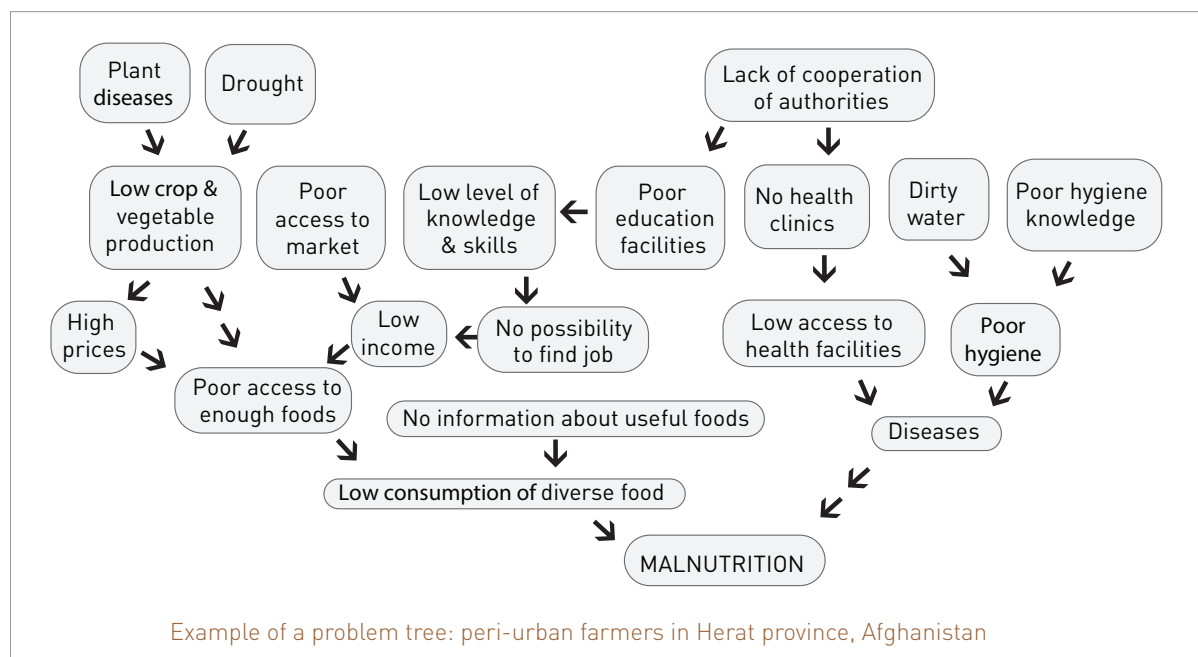 Plant
diseases
Drought
Lack of cooperation
of authorities
Low crop &
vegetable
production
Poor
access to
market
Low level of
knowledge
& skills
Poor
education
facilities
No health
clinics
Dirty
water
Poor hygiene
knowledge
High
prices
Low
income
No possibility
to find job
Low access to
health facilities
Poor
hygiene
Poor access to
enough foods
No information about useful foods
Diseases
Low consumption of diverse food
MALNUTRITION
Example of a problem tree: peri-urban farmers in Herat province, Afghanistan